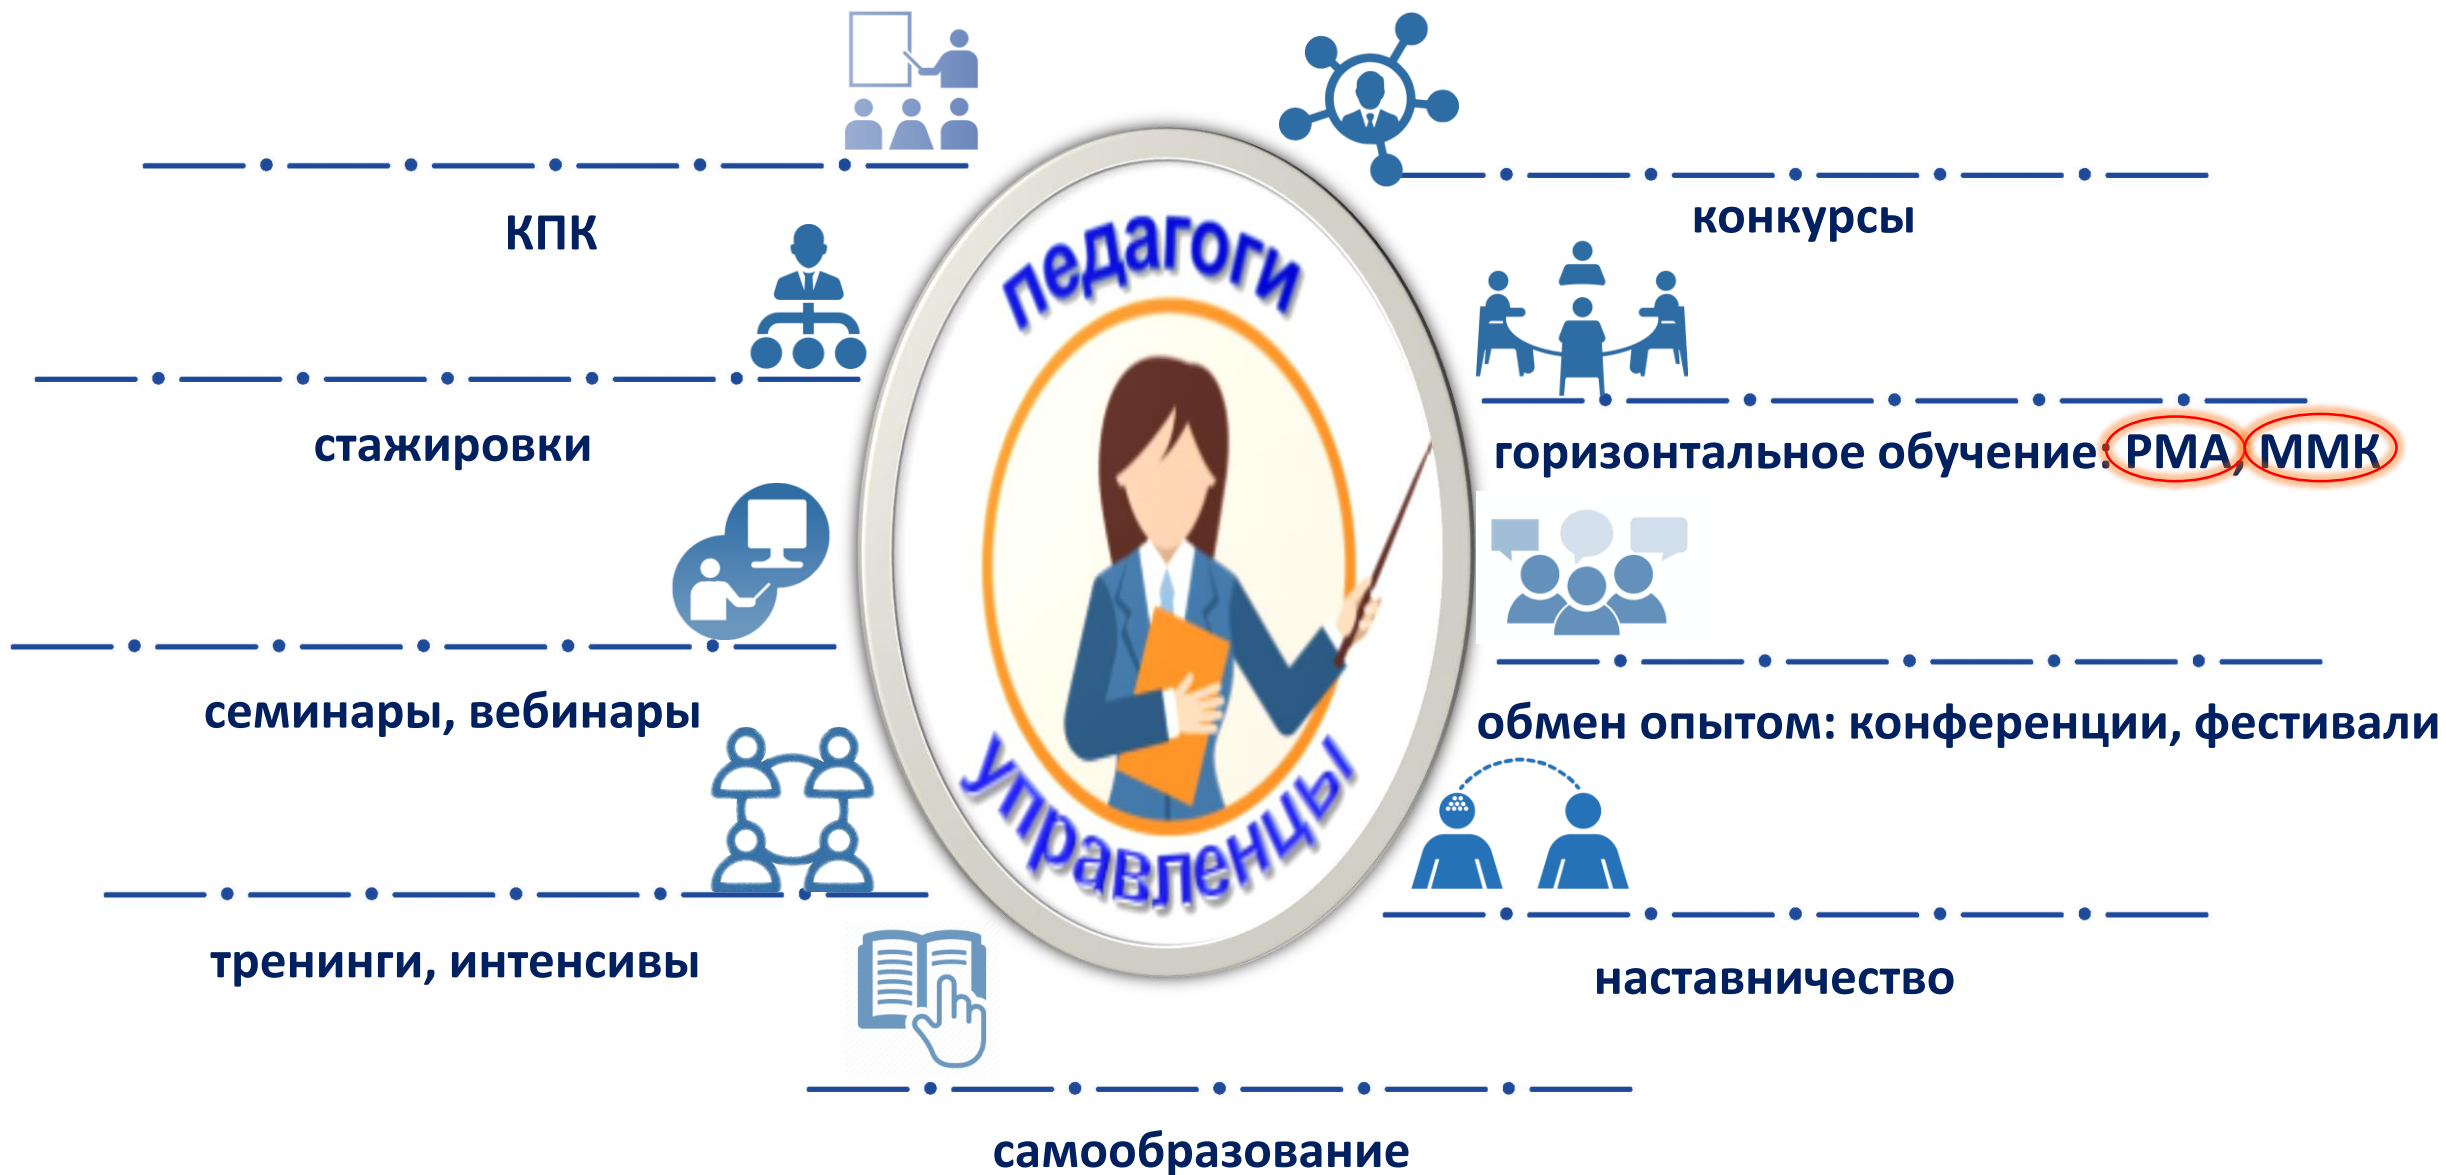 КПК
стажировки
семинары, вебинары
тренинги, интенсивы
педагоги
управленцы
конкурсы
горизонтальное обучение: РМА, ММК
обмен опытом: конференции, фестивали
наставничество
самообразование